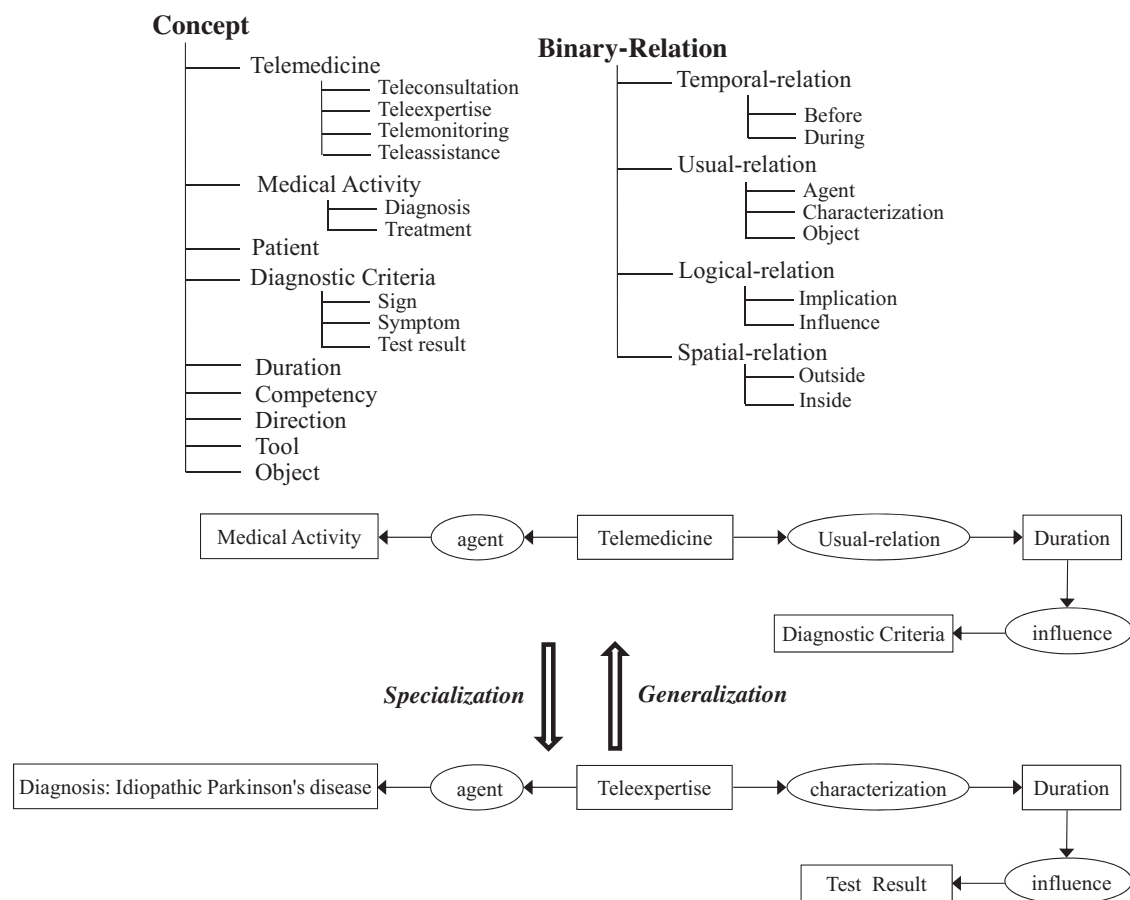 Concept
Telemedicine
Teleconsultation
Teleexpertise
Telemonitoring
Teleassistance
Medical Activity
Diagnosis
Treatment
Patient
Diagnostic Criteria
Sign
Symptom
Test result
Duration
Competency
Direction
Tool
Object
Binary-Relation
Temporal-relation
Before
During
Usual-relation
Agent
Characterization
Object
Logical-relation
Implication
Influence
Spatial-relation
Outside
Inside
Medical Activity
agent
Telemedicine
Usual-relation
Duration
Diagnostic Criteria
influence
Specialization
Generalization
Diagnosis: Idiopathic Parkinson's disease
agent
Teleexpertise
characterization
Duration
Test Result
influence